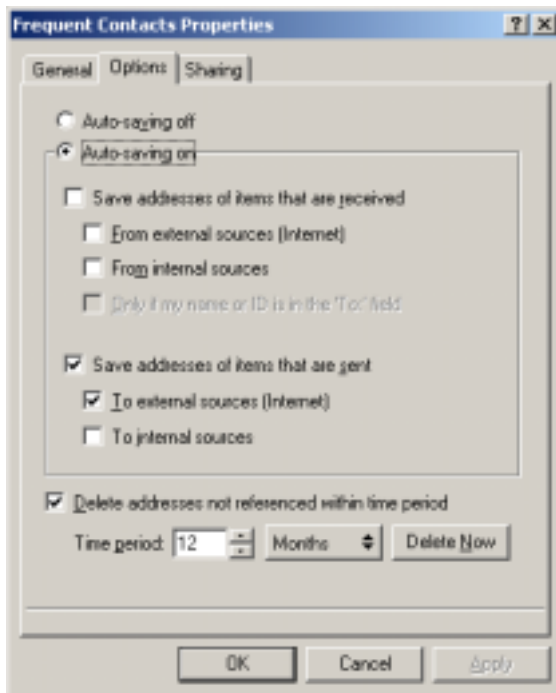 Frequent Contacts Properties
General Options Sharing
Auto-saving off
Auto-saving on
Save addresses of items that are received
From external sources (Internet)
From internal sources
Only if my name or ID is in the 'To:' field
Save addresses of items that are sent
To external sources (Internet)
To internal sources
Delete addresses not referenced within time period
Time period: 12 Months Delete Now
OK Cancel Apply